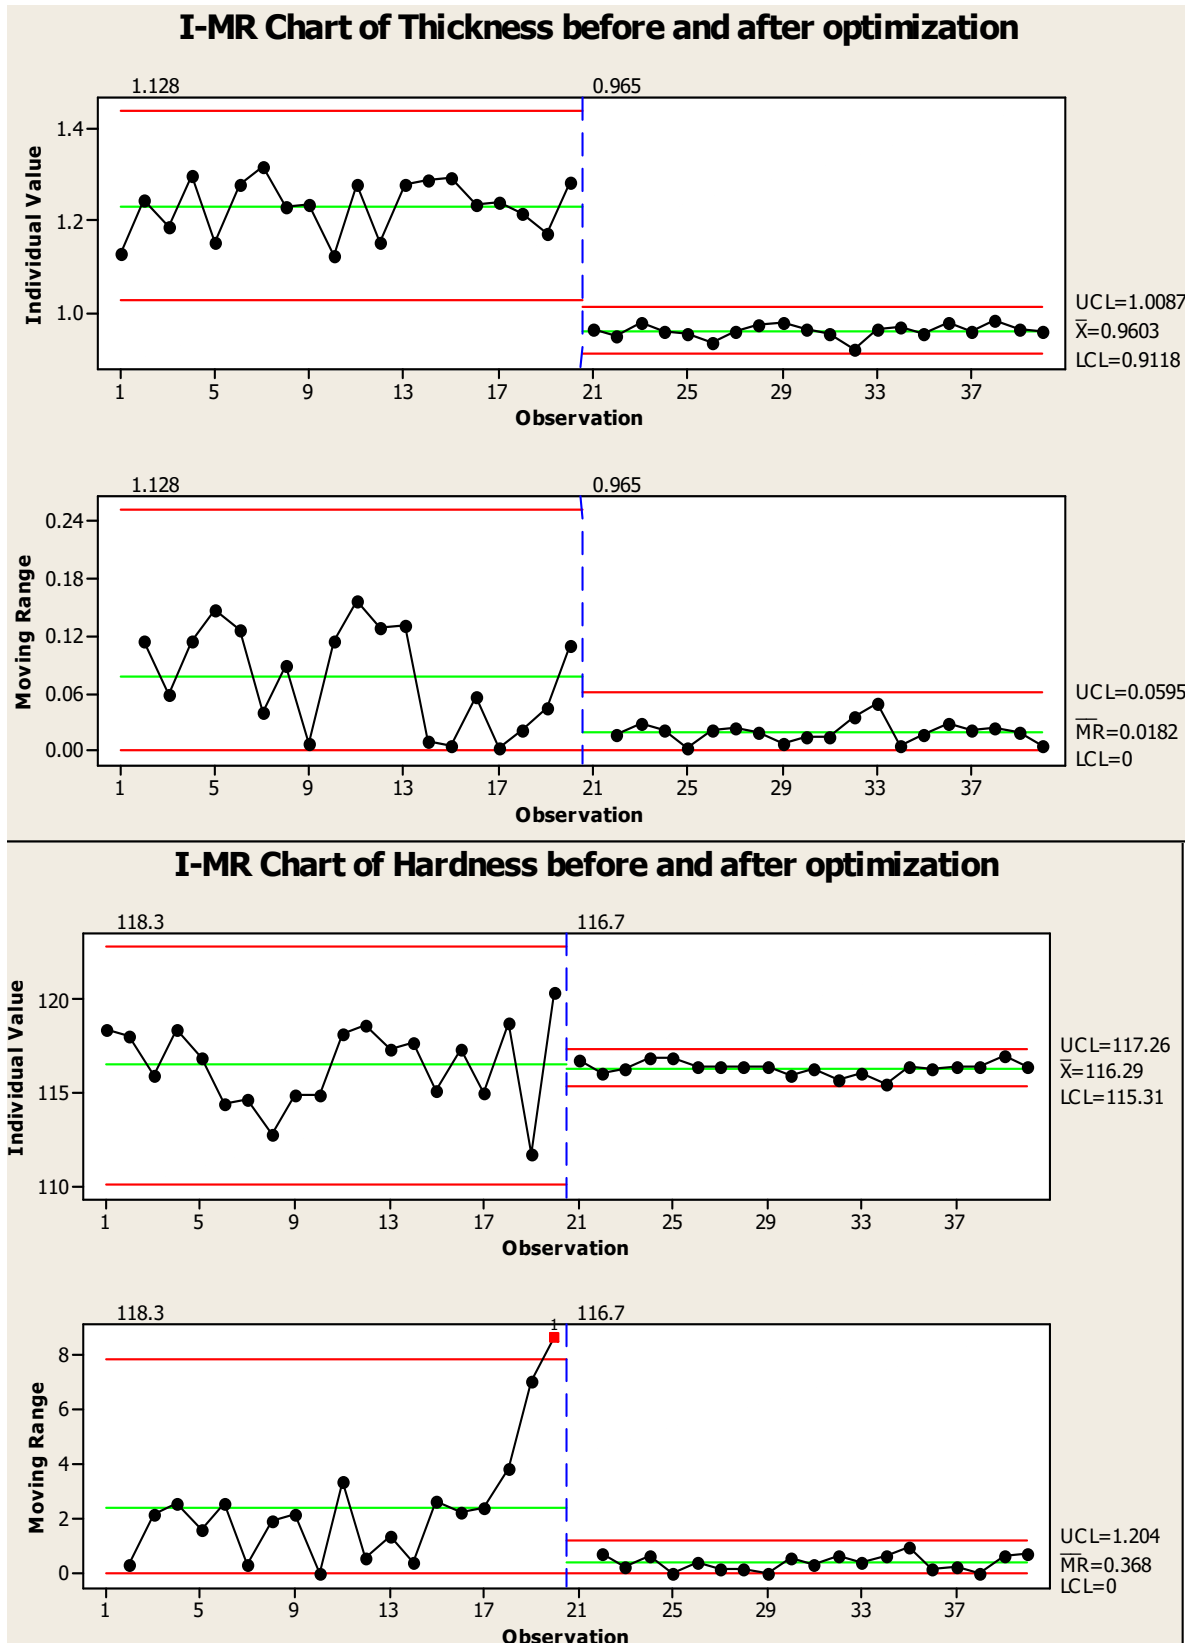 I-MR Chart of Thickness before and after optimization
1.128 0.965
Individual Value
1.4
1.2
1.0
UCL=1.0087
X̅=0.9603
LCL=0.9118
1 5 9 13 17 21 25 29 33 37
Observation
1.128 0.965
Moving Range
0.24
0.18
0.12
0.06
0.00
UCL=0.0595
M̅R̅=0.0182
LCL=0
1 5 9 13 17 21 25 29 33 37
Observation
I-MR Chart of Hardness before and after optimization
118.3 116.7
Individual Value
120
115
110
UCL=117.26
X̅=116.29
LCL=115.31
1 5 9 13 17 21 25 29 33 37
Observation
118.3 116.7
1
Moving Range
8
6
4
2
0
UCL=1.204
M̅R̅=0.368
LCL=0
1 5 9 13 17 21 25 29 33 37
Observation